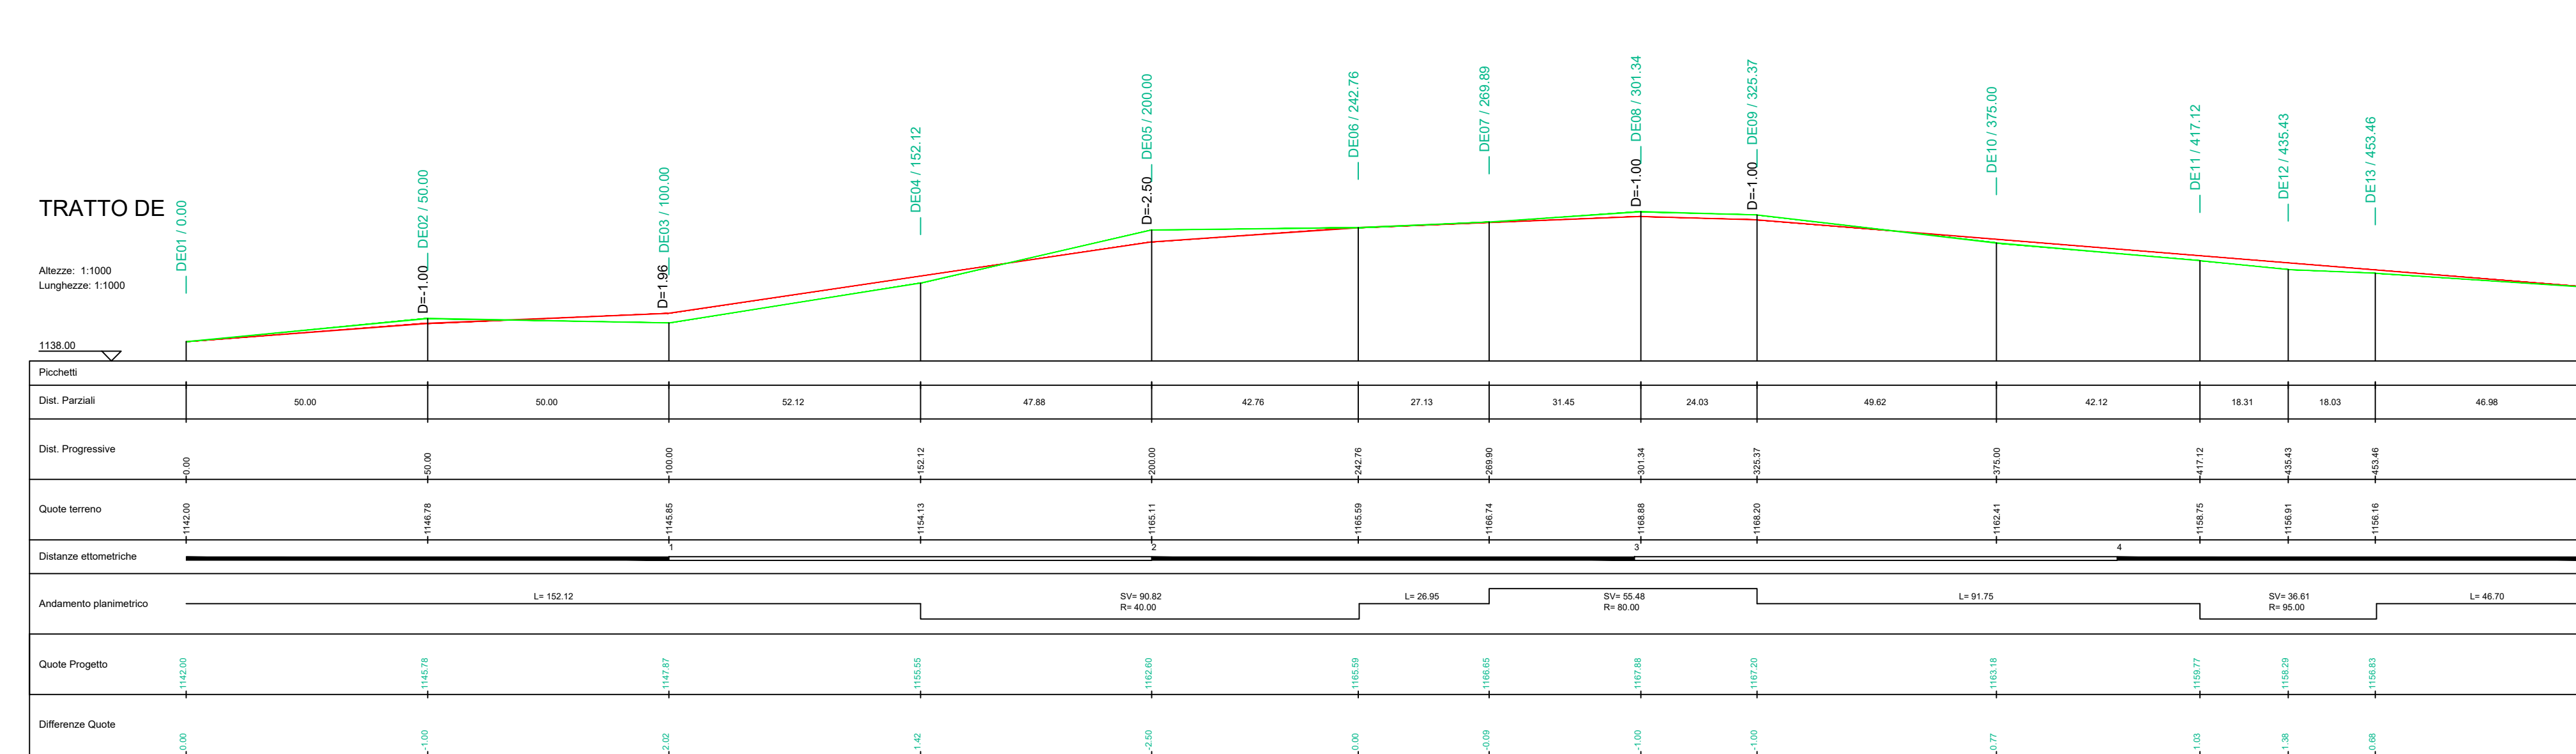 TRATTO DE
Altezze: 1:1000
Lunghezze: 1:1000
1138.00
DE01 / 0.00
DE02 / 50.00
DE03 / 100.00
DE04 / 152.12
DE05 / 200.00
DE06 / 242.76
DE07 / 269.89
DE08 / 301.34
DE09 / 325.37
DE10 / 375.00
DE11 / 417.12
DE12 / 435.43
DE13 / 453.46
D=-1.00
D=1.96
D=-2.50
D=-1.00
D=-1.00
Picchetti
Dist. Parziali
50.00 50.00 52.12 47.88 42.76 27.13 31.45 24.03 49.62 42.12 18.31 18.03 46.98
Dist. Progressive
0.00 50.00 100.00 152.12 200.00 242.76 269.90 301.34 325.37 375.00 417.12 435.43 453.46
Quote terreno
1142.00 1146.78 1145.85 1154.13 1165.11 1165.59 1166.74 1168.88 1168.20 1162.41 1158.75 1156.91 1156.16
Distanze ettometriche
1 2 3 4
Andamento planimetrico
L= 152.12
SV= 90.82
R= 40.00
L= 26.95
SV= 55.48
R= 80.00
L= 91.75
SV= 36.61
R= 95.00
L= 46.70
Quote Progetto
1142.00 1145.78 1147.87 1155.55 1162.60 1165.59 1166.65 1167.88 1167.20 1163.18 1159.77 1158.29 1156.83
Differenze Quote
0.00 -1.00 2.02 1.42 -2.50 0.00 -0.09 -1.00 -1.00 0.77 1.03 1.38 0.68